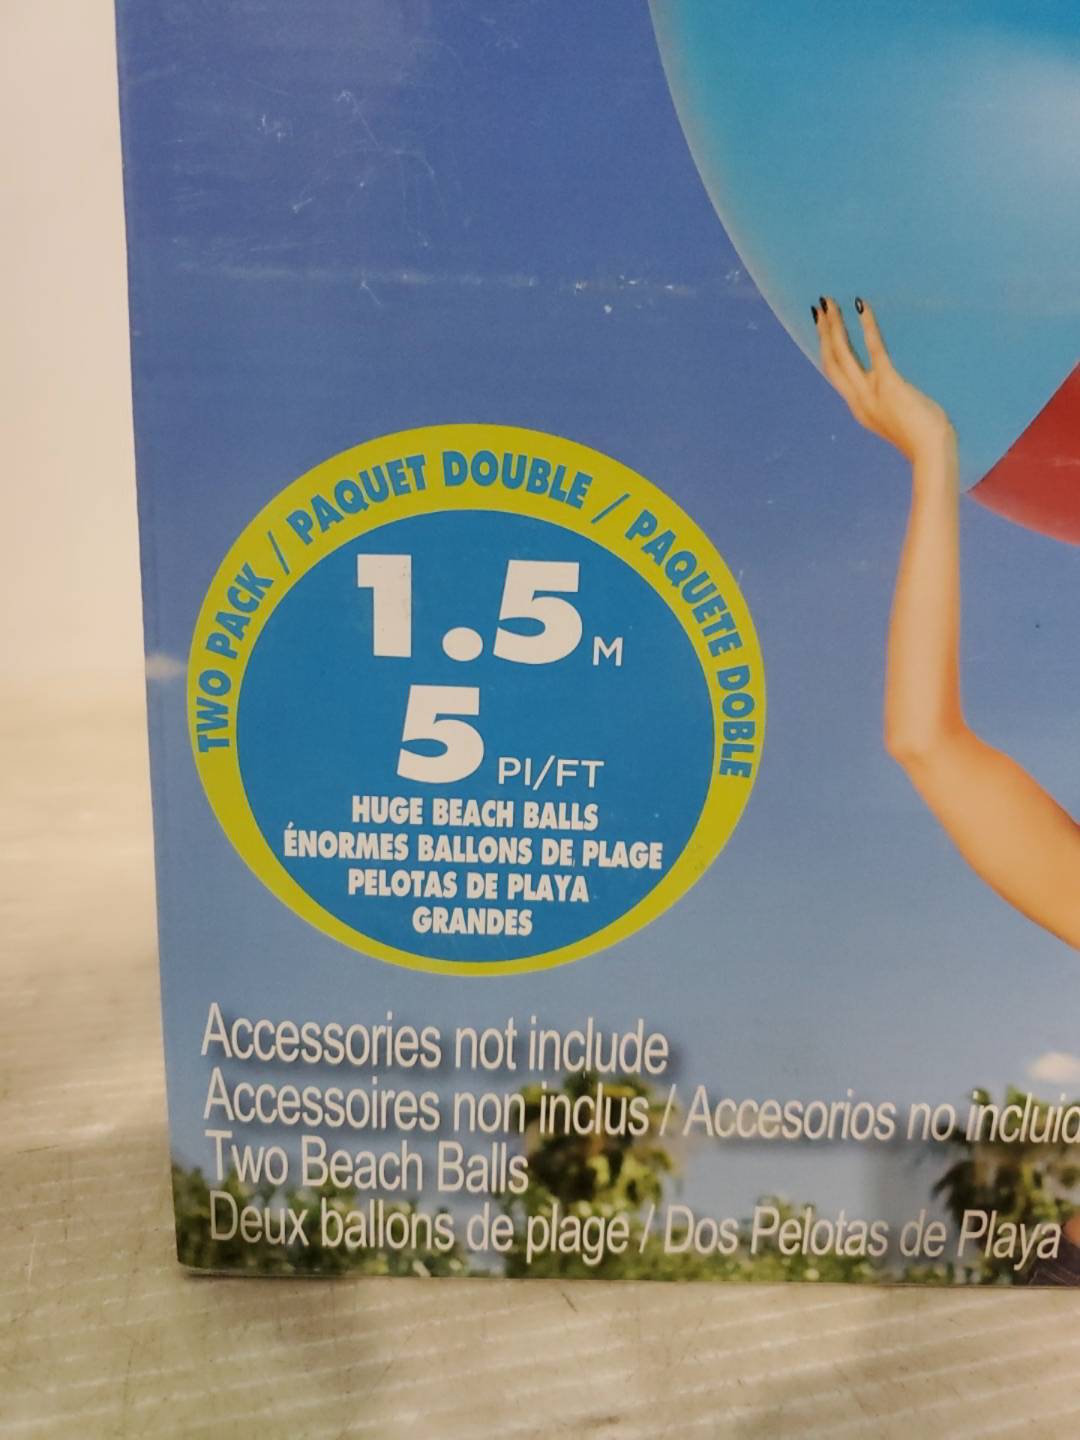 TWO PACK / PAQUET DOUBLE / PAQUETE DOBLE
1.5 M
5 PI/FT
HUGE BEACH BALLS
ÉNORMES BALLONS DE PLAGE
PELOTAS DE PLAYA
GRANDES
Accessories not include
Accessoires non inclus / Accesorios no incluid
Two Beach Balls
Deux ballons de plage / Dos Pelotas de Playa